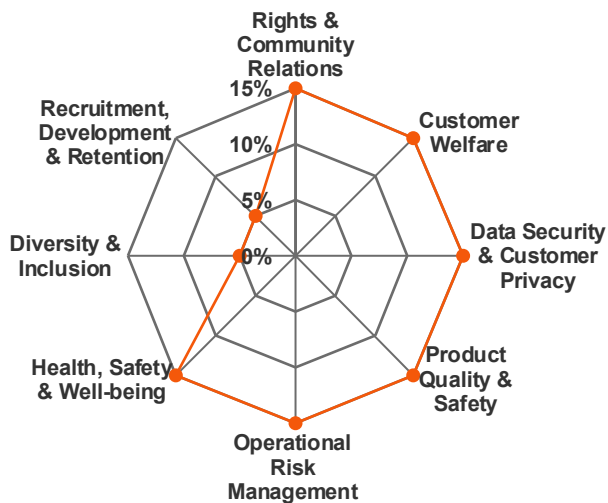 Rights &
Community
Relations
15%
10%
5%
0%
Customer
Welfare
Data Security
& Customer
Privacy
Product
Quality &
Safety
Operational
Risk
Management
Health, Safety
& Well-being
Diversity &
Inclusion
Recruitment,
Development
& Retention